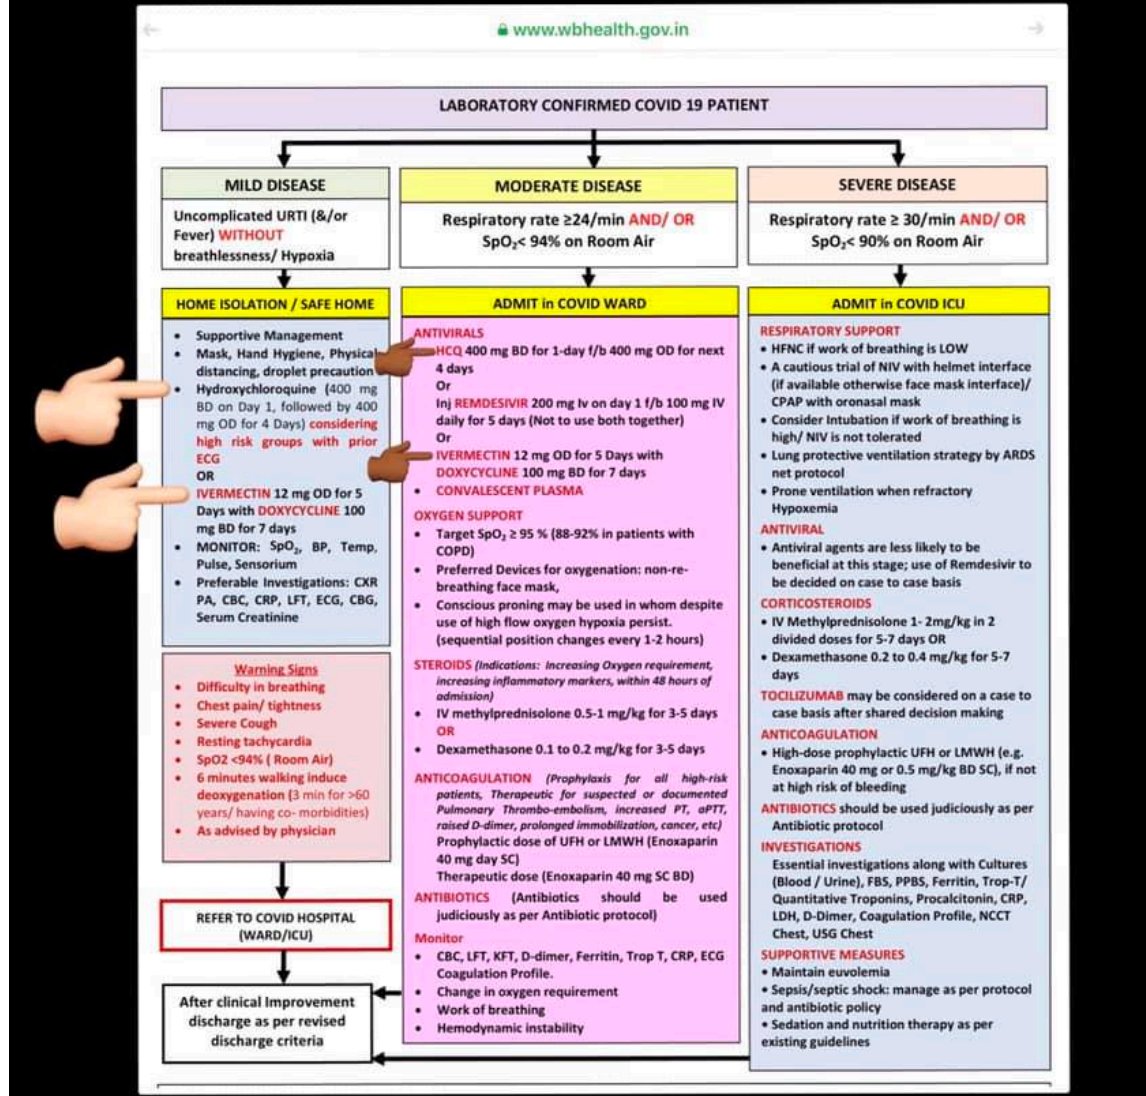 www.wbhealth.gov.in
LABORATORY CONFIRMED COVID 19 PATIENT
MILD DISEASE
Uncomplicated URTI (&/or
Fever) WITHOUT
breathlessness/ Hypoxia
HOME ISOLATION / SAFE HOME
• Supportive Management
• Mask, Hand Hygiene, Physical
distancing, droplet precaution
• Hydroxychloroquine (400 mg
BD on Day 1, followed by 400
mg OD for 4 Days) considering
high risk groups with prior
ECG
OR
IVERMECTIN 12 mg OD for 5
Days with DOXYCYCLINE 100
mg BD for 7 days
• MONITOR: SpO₂, BP, Temp,
Pulse, Sensorium
• Preferable Investigations: CXR
PA, CBC, CRP, LFT, ECG, CBG,
Serum Creatinine
Warning Signs
• Difficulty in breathing
• Chest pain/ tightness
• Severe Cough
• Resting tachycardia
• SpO2 <94% ( Room Air)
• 6 minutes walking induce
deoxygenation (3 min for >60
years/ having co- morbidities)
• As advised by physician
REFER TO COVID HOSPITAL
(WARD/ICU)
After clinical Improvement
discharge as per revised
discharge criteria
MODERATE DISEASE
Respiratory rate ≥24/min AND/ OR
SpO₂< 94% on Room Air
ADMIT in COVID WARD
ANTIVIRALS
HCQ 400 mg BD for 1-day f/b 400 mg OD for next
4 days
Or
Inj REMDESIVIR 200 mg Iv on day 1 f/b 100 mg IV
daily for 5 days (Not to use both together)
Or
IVERMECTIN 12 mg OD for 5 Days with
DOXYCYCLINE 100 mg BD for 7 days
• CONVALESCENT PLASMA
OXYGEN SUPPORT
• Target SpO₂ ≥ 95 % (88-92% in patients with
COPD)
• Preferred Devices for oxygenation: non-re-
breathing face mask,
• Conscious proning may be used in whom despite
use of high flow oxygen hypoxia persist.
(sequential position changes every 1-2 hours)
STEROIDS (Indications: Increasing Oxygen requirement,
increasing inflammatory markers, within 48 hours of
admission)
• IV methylprednisolone 0.5-1 mg/kg for 3-5 days
OR
• Dexamethasone 0.1 to 0.2 mg/kg for 3-5 days
ANTICOAGULATION (Prophylaxis for all high-risk
patients, Therapeutic for suspected or documented
Pulmonary Thrombo-embolism, increased PT, aPTT,
raised D-dimer, prolonged immobilization, cancer, etc)
Prophylactic dose of UFH or LMWH (Enoxaparin
40 mg day SC)
Therapeutic dose (Enoxaparin 40 mg SC BD)
ANTIBIOTICS (Antibiotics should be used
judiciously as per Antibiotic protocol)
Monitor
• CBC, LFT, KFT, D-dimer, Ferritin, Trop T, CRP, ECG
Coagulation Profile.
• Change in oxygen requirement
• Work of breathing
• Hemodynamic instability
SEVERE DISEASE
Respiratory rate ≥ 30/min AND/ OR
SpO₂< 90% on Room Air
ADMIT in COVID ICU
RESPIRATORY SUPPORT
• HFNC if work of breathing is LOW
• A cautious trial of NIV with helmet interface
(if available otherwise face mask interface)/
CPAP with oronasal mask
• Consider Intubation if work of breathing is
high/ NIV is not tolerated
• Lung protective ventilation strategy by ARDS
net protocol
• Prone ventilation when refractory
Hypoxemia
ANTIVIRAL
• Antiviral agents are less likely to be
beneficial at this stage; use of Remdesivir to
be decided on case to case basis
CORTICOSTEROIDS
• IV Methylprednisolone 1- 2mg/kg in 2
divided doses for 5-7 days OR
• Dexamethasone 0.2 to 0.4 mg/kg for 5-7
days
TOCILIZUMAB may be considered on a case to
case basis after shared decision making
ANTICOAGULATION
• High-dose prophylactic UFH or LMWH (e.g.
Enoxaparin 40 mg or 0.5 mg/kg BD SC), if not
at high risk of bleeding
ANTIBIOTICS should be used judiciously as per
Antibiotic protocol
INVESTIGATIONS
Essential investigations along with Cultures
(Blood / Urine), FBS, PPBS, Ferritin, Trop-T/
Quantitative Troponins, Procalcitonin, CRP,
LDH, D-Dimer, Coagulation Profile, NCCT
Chest, USG Chest
SUPPORTIVE MEASURES
• Maintain euvolemia
• Sepsis/septic shock: manage as per protocol
and antibiotic policy
• Sedation and nutrition therapy as per
existing guidelines